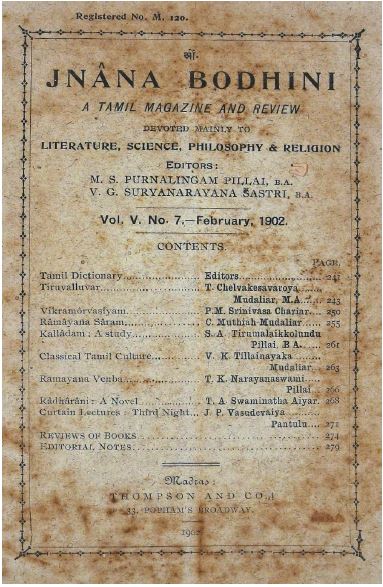 Registered No. M. 120.
ஸ்ரீ.
JNÂNA BODHINI
A TAMIL MAGAZINE AND REVIEW
DEVOTED MAINLY TO
LITERATURE, SCIENCE, PHILOSOPHY & RELIGION
EDITORS:
M. S. PURNALINGAM PILLAI, B.A.
V. G. SURYANARAYANA SASTRI, B.A.
Vol. V. No. 7.—February, 1902.
CONTENTS.
PAGE.
Tamil Dictionary............ Editors............ 241
Tiruvalluvar............ T. Chelvakesavaroya
Mudaliar, M.A....... 243
Vikramôrvasîyam............ P.M. Srinivasa Chariar... 250
Râmâyana Sâram............ C. Muthiah Mudaliar...... 255
Kallâdam: A study............ S. A. Tirumalaikkolundu
Pillai, B.A. ...... 261
Classical Tamil Culture............ V. K. Tillainayaka
Mudaliar... 263
Ramayana Venba............ T. K. Narayanaswami
Pillai... 266
Râdhârâni: A Novel............ T. A. Swaminatha Aiyar. 268
Curtain Lectures: Third Night... J. P. Vasudevaiya
Pantulu.... 271
REVIEWS OF BOOKS............ 274
EDITORIAL NOTES............ 279
Madras:
THOMPSON AND CO.,
33, POPHAM'S BROADWAY.
1902